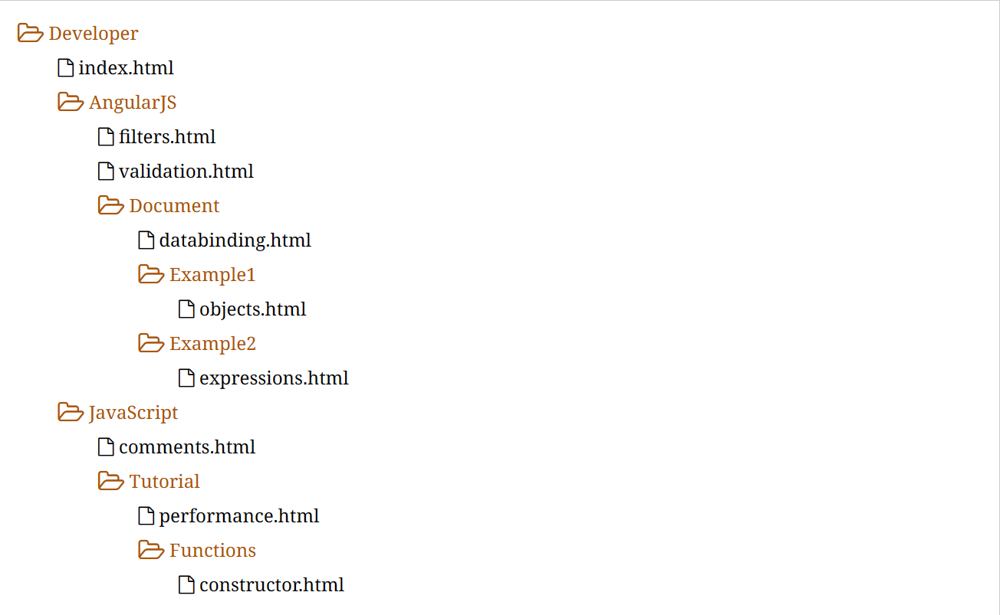 Developer
index.html
AngularJS
filters.html
validation.html
Document
databinding.html
Example1
objects.html
Example2
expressions.html
JavaScript
comments.html
Tutorial
performance.html
Functions
constructor.html